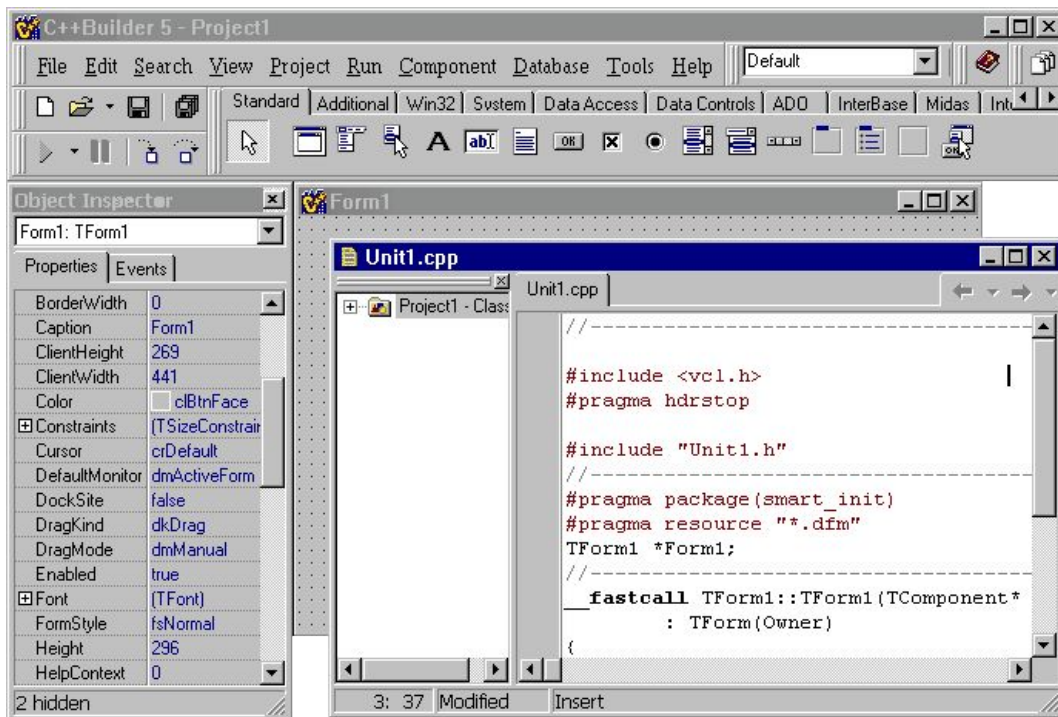 C++Builder 5 - Project1
File Edit Search View Project Run Component Database Tools Help Default
Standard Additional Win32 System Data Access Data Controls ADO InterBase Midas
A ab OK
OK
Object Inspector
Form1: TForm1
Properties Events
BorderWidth 0
Caption Form1
ClientHeight 269
ClientWidth 441
Color clBtnFace
Constraints (TSizeConstrain
Cursor crDefault
DefaultMonitor dmActiveForm
DockSite false
DragKind dkDrag
DragMode dmManual
Enabled true
Font (TFont)
FormStyle fsNormal
Height 296
HelpContext 0
2 hidden
Form1
Unit1.cpp
Project1 - Class
Unit1.cpp
//--------------------------------------------
#include <vcl.h>
#pragma hdrstop
#include "Unit1.h"
//--------------------------------------------
#pragma package(smart_init)
#pragma resource "*.dfm"
TForm1 *Form1;
//--------------------------------------------
__fastcall TForm1::TForm1(TComponent*
: TForm(Owner)
{
3: 37 Modified Insert